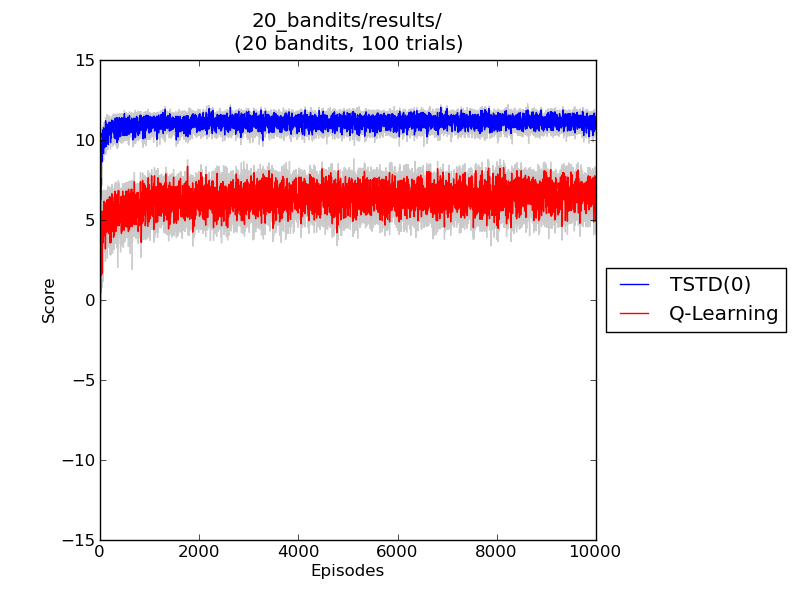 20_bandits/results/
(20 bandits, 100 trials)
15
10
5
0
−5
−10
−15
Score
0
2000
4000
6000
8000
10000
Episodes
TSTD(0)
Q-Learning